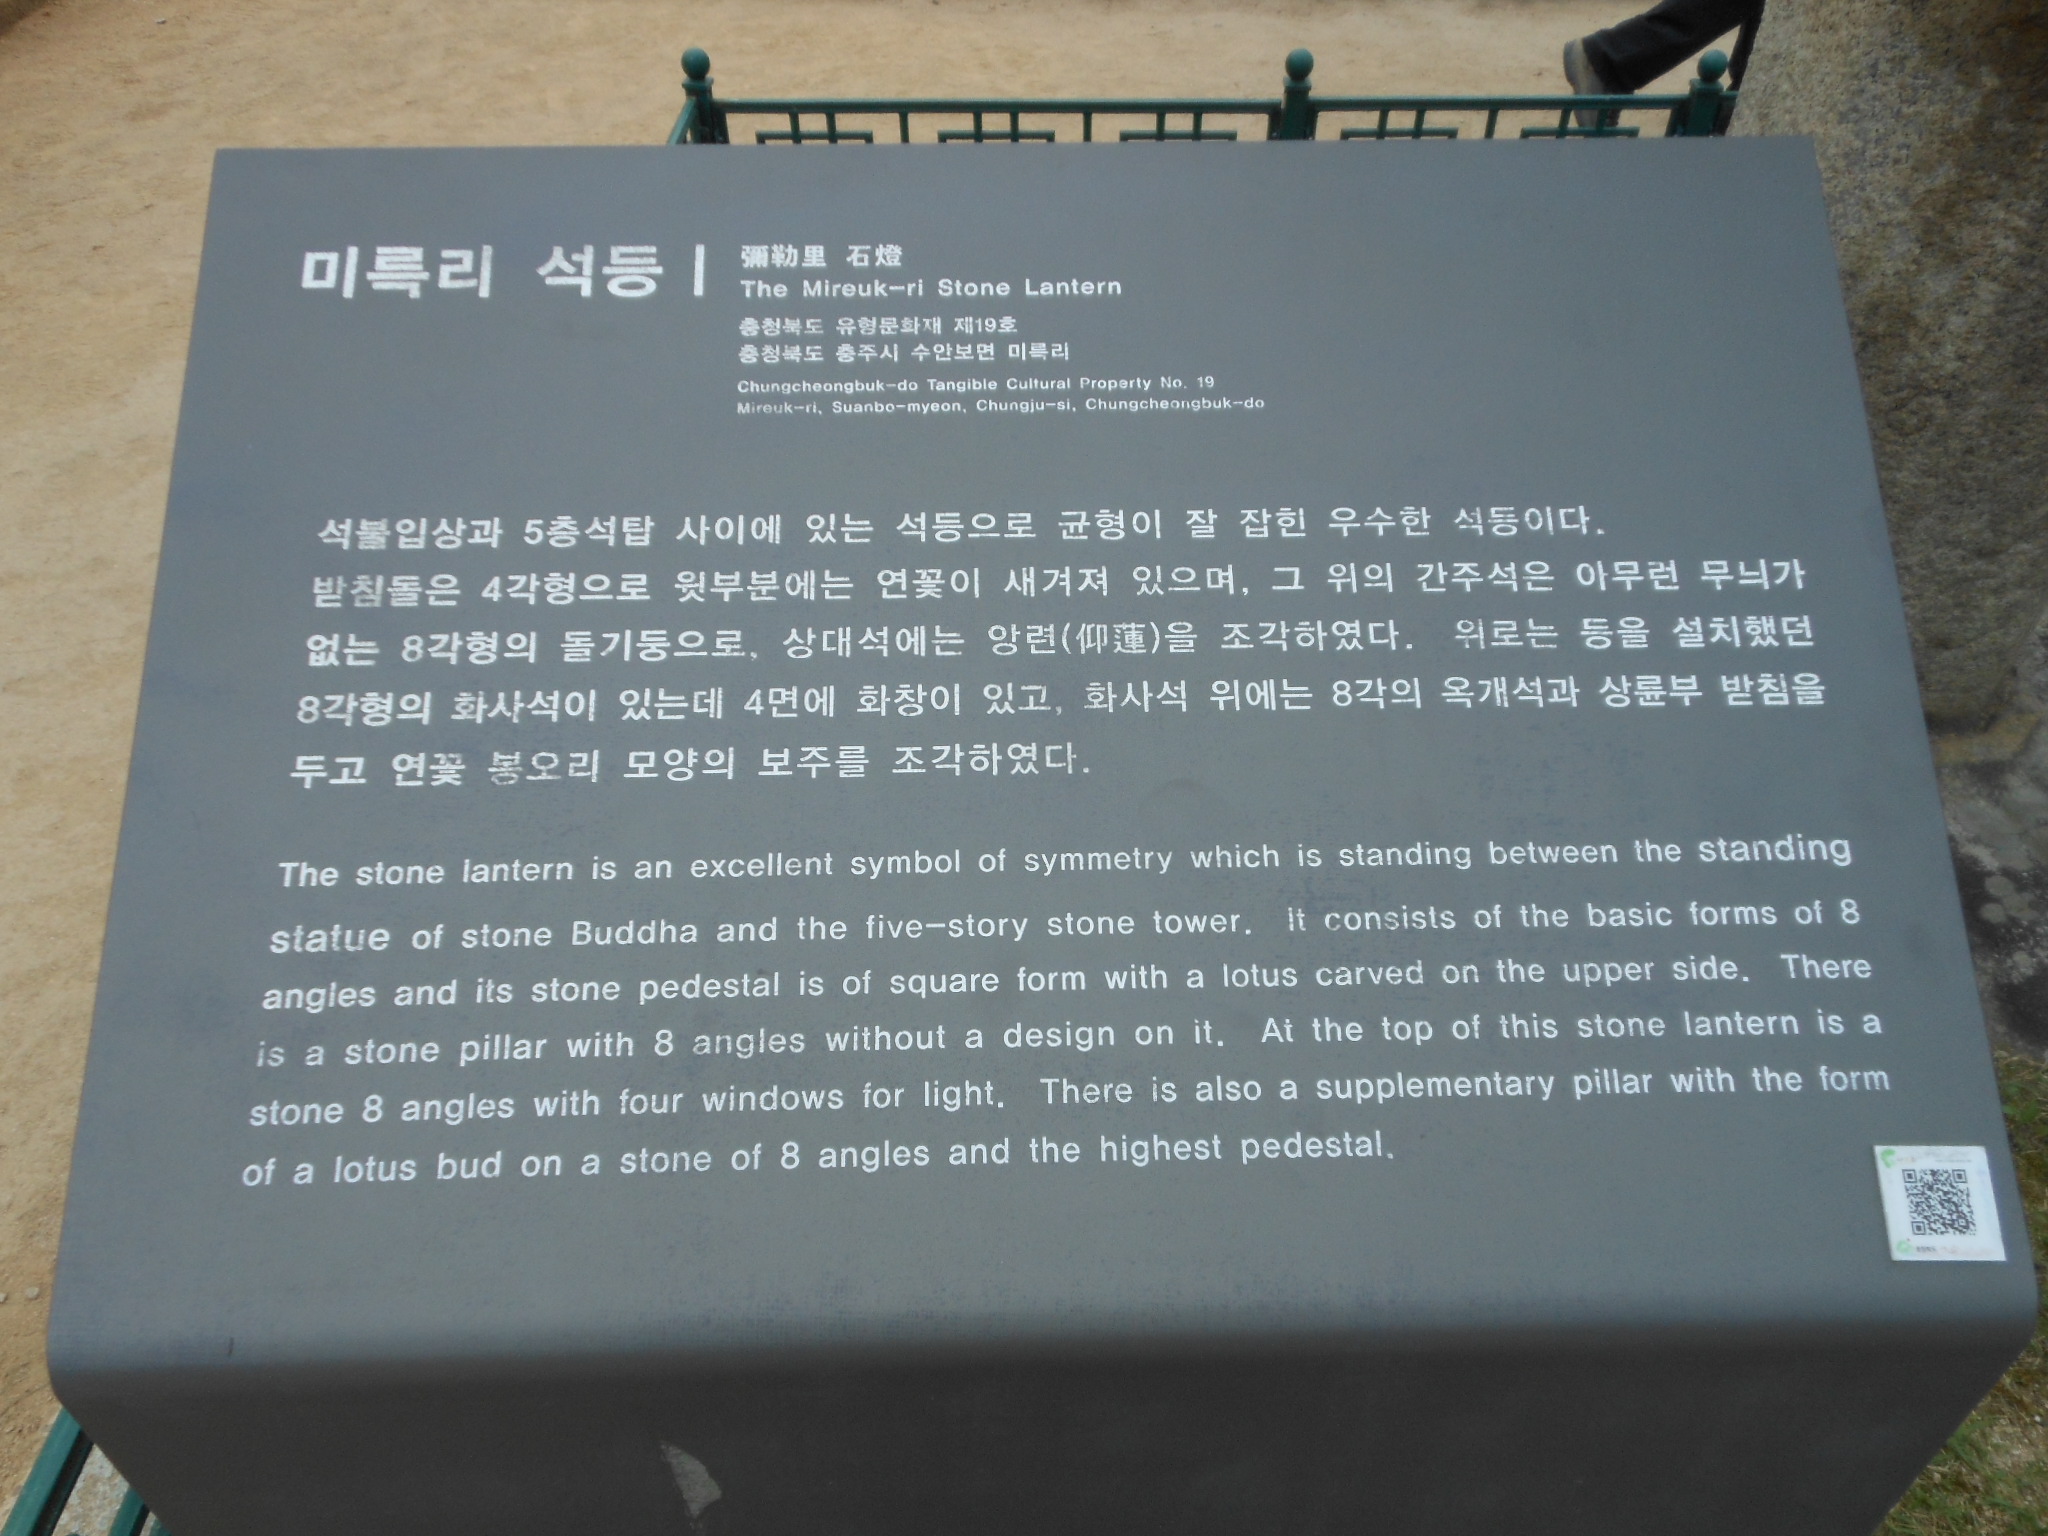 미륵리 석등
彌勒里 石燈
The Mireuk-ri Stone Lantern
충청북도 유형문화재 제19호
충청북도 충주시 수안보면 미륵리
Chungcheongbuk-do Tangible Cultural Property No. 19
Mireuk-ri, Suanbo-myeon, Chungju-si, Chungcheongbuk-do
석불입상과 5층석탑 사이에 있는 석등으로 균형이 잘 잡힌 우수한 석등이다.
받침돌은 4각형으로 윗부분에는 연꽃이 새겨져 있으며, 그 위의 간주석은 아무런 무늬가
없는 8각형의 돌기둥으로, 상대석에는 앙련(仰蓮)을 조각하였다. 위로는 등을 설치했던
8각형의 화사석이 있는데 4면에 화창이 있고, 화사석 위에는 8각의 옥개석과 상륜부 받침을
두고 연꽃 봉오리 모양의 보주를 조각하였다.
The stone lantern is an excellent symbol of symmetry which is standing between the standing
statue of stone Buddha and the five-story stone tower. It consists of the basic forms of 8
angles and its stone pedestal is of square form with a lotus carved on the upper side. There
is a stone pillar with 8 angles without a design on it. At the top of this stone lantern is a
stone 8 angles with four windows for light. There is also a supplementary pillar with the form
of a lotus bud on a stone of 8 angles and the highest pedestal.